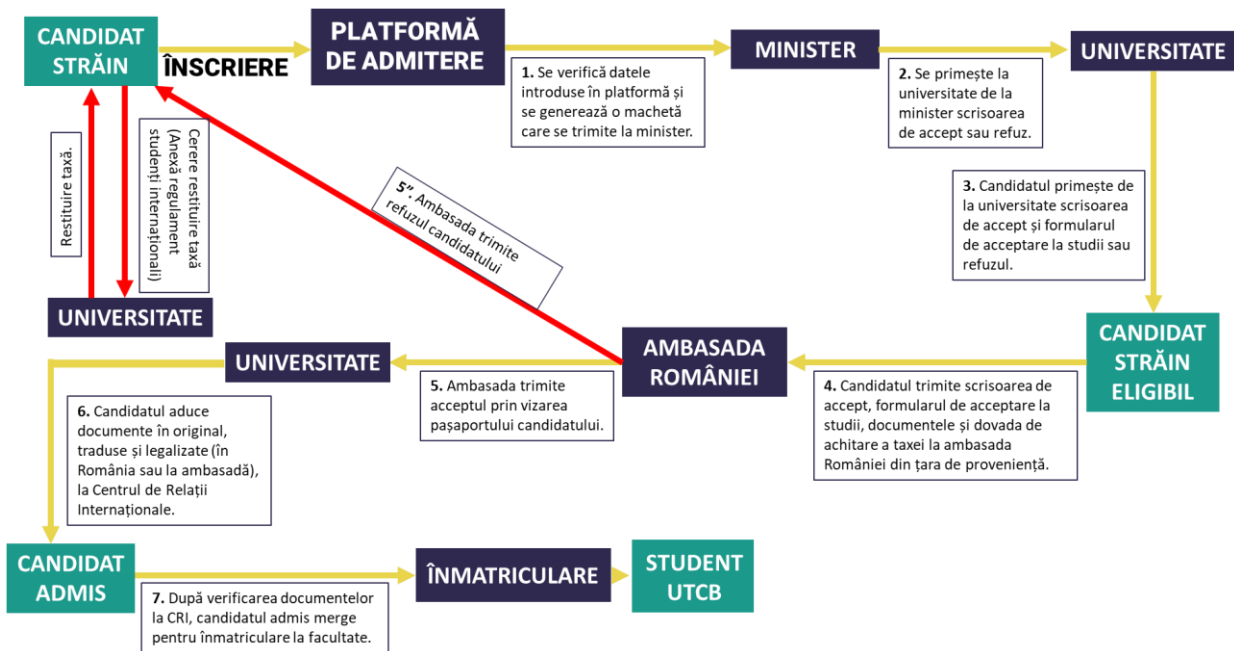 CANDIDAT
STRĂIN
ÎNSCRIERE
PLATFORMĂ
DE ADMITERE
1. Se verifică datele
introduse în platformă și
se generează o machetă
care se trimite la minister.
MINISTER
2. Se primește la
universitate de la
minister scrisoarea
de accept sau refuz.
UNIVERSITATE
3. Candidatul primește de
la universitate scrisoarea
de accept și formularul
de acceptare la studii sau
refuzul.
CANDIDAT
STRĂIN
ELIGIBIL
4. Candidatul trimite scrisoarea de
accept, formularul de acceptare la
studii, documentele și dovada de
achitare a taxei la ambasada
României din țara de proveniență.
AMBASADA
ROMÂNIEI
5”. Ambasada trimite
refuzul candidatului
Cerere restituire taxă
(Anexă regulament
studenți internaționali)
Restituire taxă.
UNIVERSITATE
5. Ambasada trimite
acceptul prin vizarea
pașaportului candidatului.
UNIVERSITATE
6. Candidatul aduce
documente în original,
traduse și legalizate (în
România sau la ambasadă),
la Centrul de Relații
Internaționale.
CANDIDAT
ADMIS
7. După verificarea documentelor
la CRI, candidatul admis merge
pentru înmatriculare la facultate.
ÎNMATRICULARE
STUDENT
UTCB